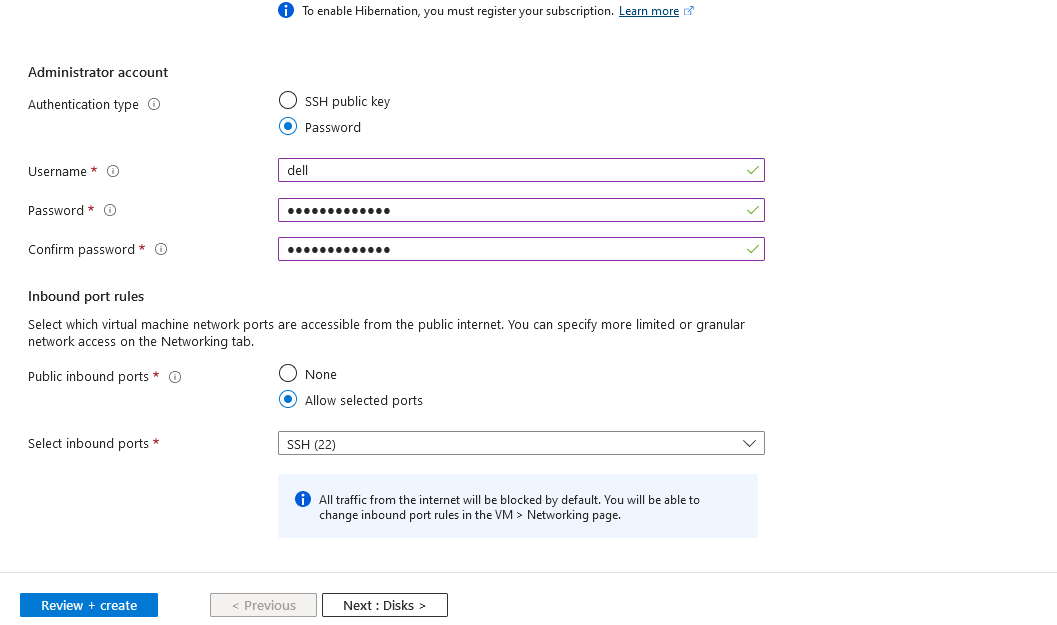 To enable Hibernation, you must register your subscription. Learn more
Administrator account
Authentication type
SSH public key
Password
Username *
dell
Password *
●●●●●●●●●●●●●
Confirm password *
●●●●●●●●●●●●●
Inbound port rules
Select which virtual machine network ports are accessible from the public internet. You can specify more limited or granular
network access on the Networking tab.
Public inbound ports *
None
Allow selected ports
Select inbound ports *
SSH (22)
All traffic from the internet will be blocked by default. You will be able to
change inbound port rules in the VM > Networking page.
Review + create
< Previous
Next : Disks >